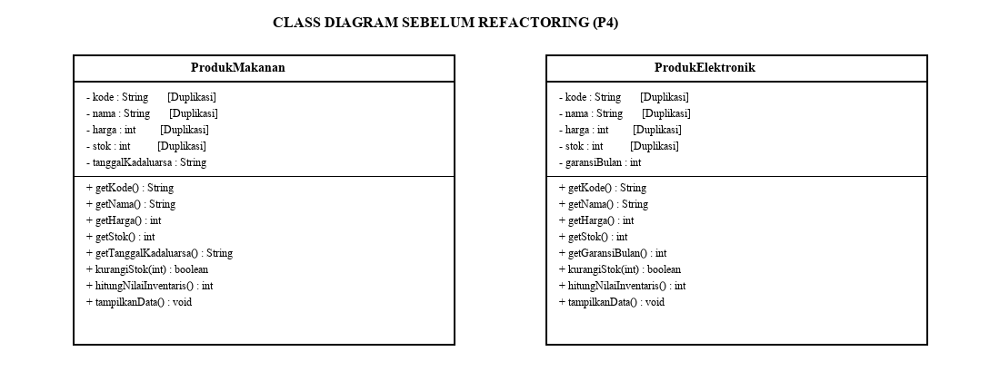 CLASS DIAGRAM SEBELUM REFACTORING (P4)
ProdukMakanan
- kode : String [Duplikasi]
- nama : String [Duplikasi]
- harga : int [Duplikasi]
- stok : int [Duplikasi]
- tanggalKadaluarsa : String
+ getKode() : String
+ getNama() : String
+ getHarga() : int
+ getStok() : int
+ getTanggalKadaluarsa() : String
+ kurangiStok(int) : boolean
+ hitungNilaiInventaris() : int
+ tampilkanData() : void
ProdukElektronik
- kode : String [Duplikasi]
- nama : String [Duplikasi]
- harga : int [Duplikasi]
- stok : int [Duplikasi]
- garansiBulan : int
+ getKode() : String
+ getNama() : String
+ getHarga() : int
+ getStok() : int
+ getGaransiBulan() : int
+ kurangiStok(int) : boolean
+ hitungNilaiInventaris() : int
+ tampilkanData() : void